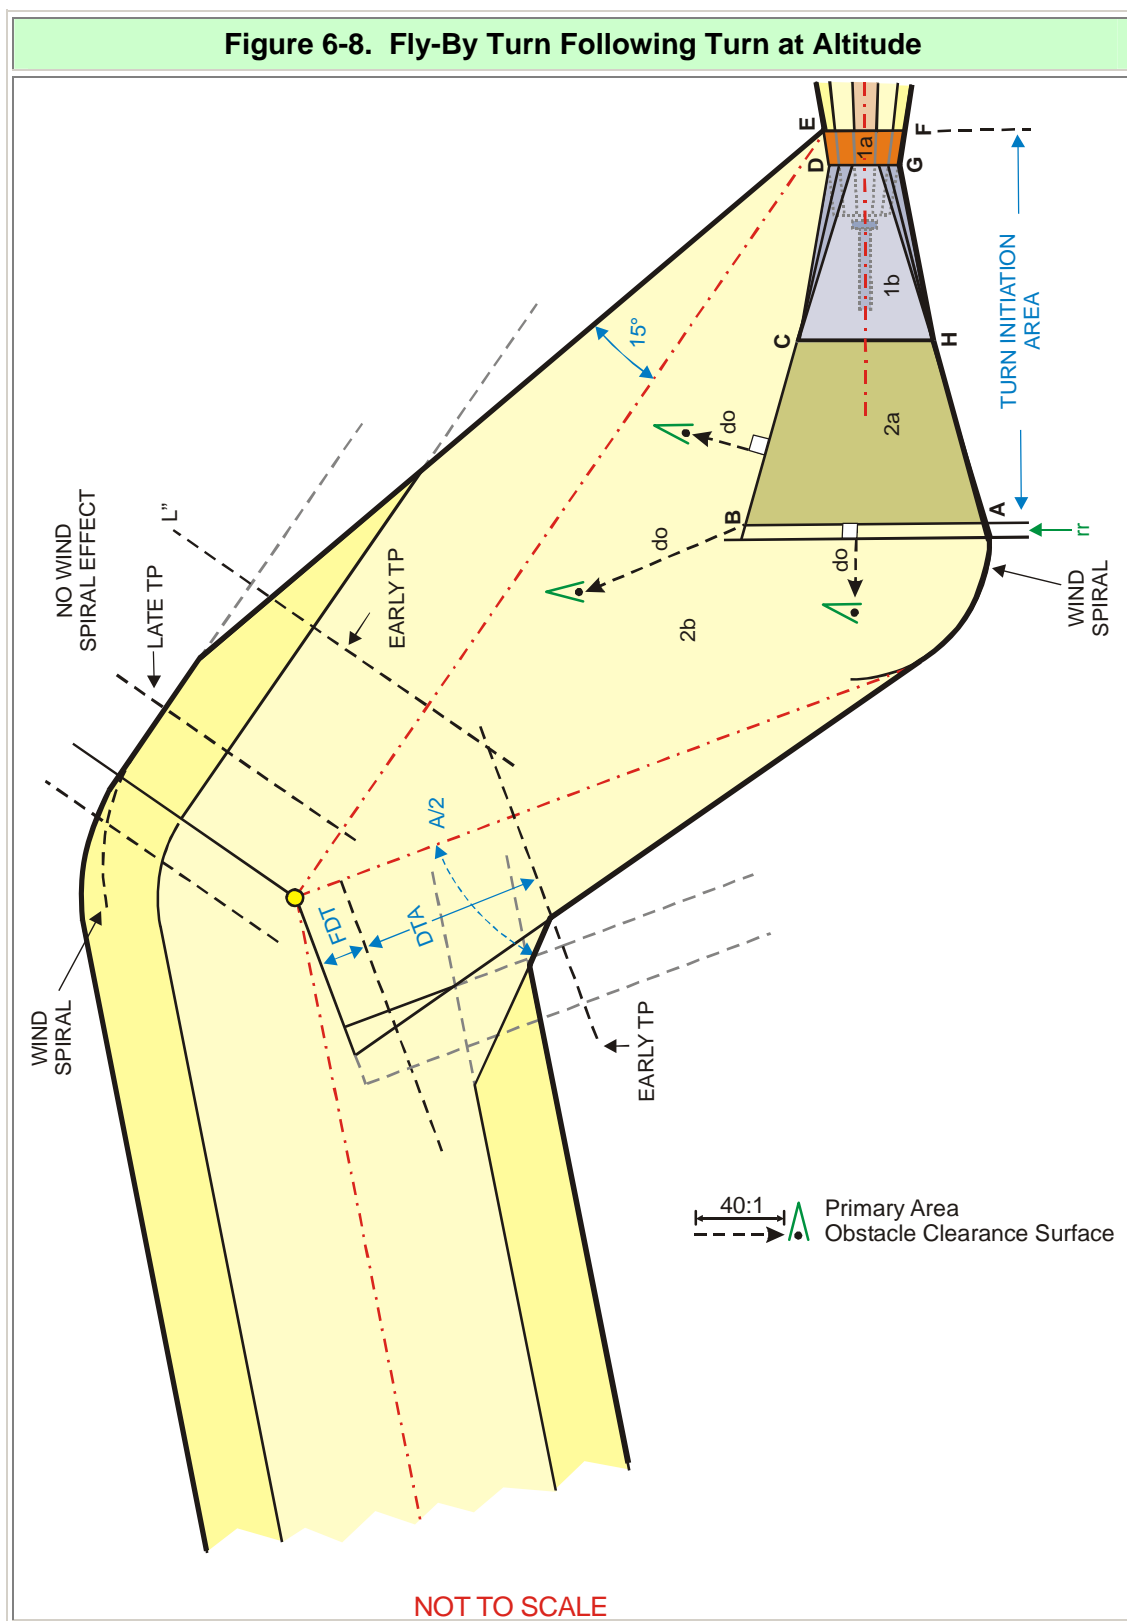 Figure 6-8. Fly-By Turn Following Turn at Altitude
E
F
D
G
1a
TURN INITIATION
AREA
1b
15°
C
H
do
2a
L”
NO WIND
SPIRAL EFFECT
LATE TP
EARLY TP
B
A
rr
do
do
WIND
SPIRAL
2b
A/2
FDT
DTA
WIND
SPIRAL
EARLY TP
40:1
Primary Area
Obstacle Clearance Surface
NOT TO SCALE